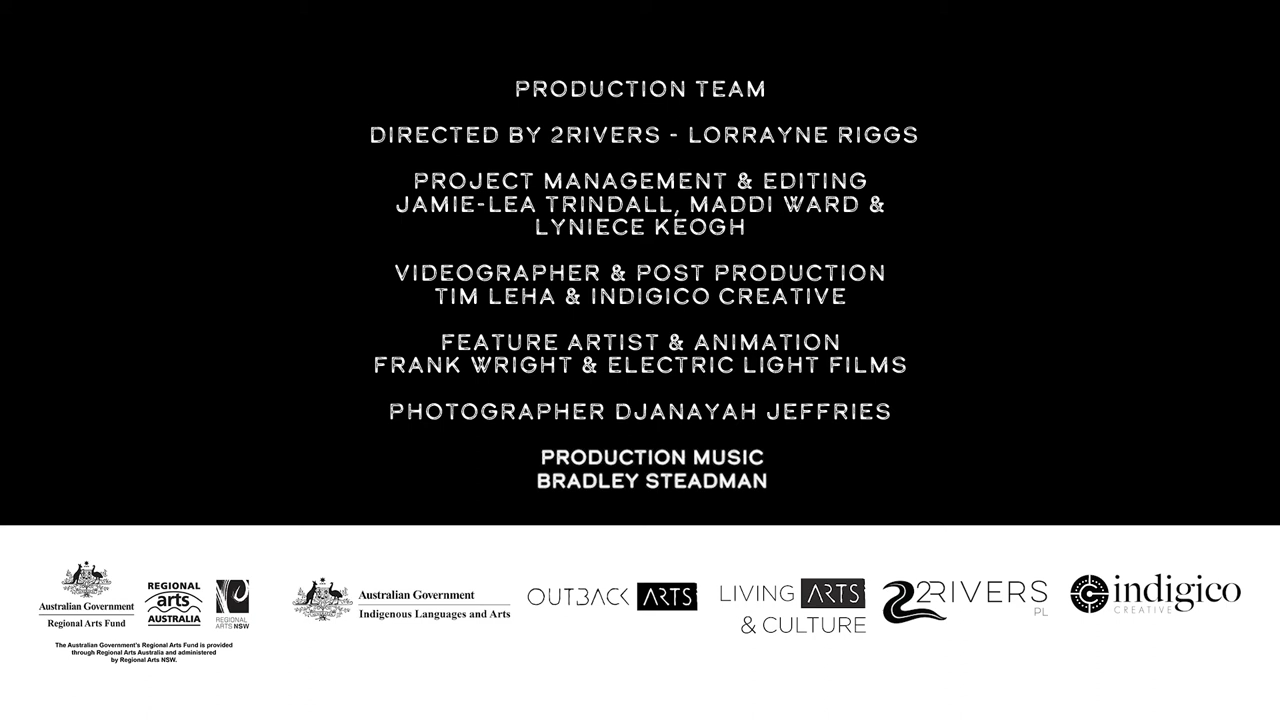 PRODUCTION TEAM
DIRECTED BY 2RIVERS - LORRAYNE RIGGS
PROJECT MANAGEMENT & EDITING
JAMIE-LEA TRINDALL, MADDI WARD &
LYNIECE KEOGH
VIDEOGRAPHER & POST PRODUCTION
TIM LEHA & INDIGICO CREATIVE
FEATURE ARTIST & ANIMATION
FRANK WRIGHT & ELECTRIC LIGHT FILMS
PHOTOGRAPHER DJANAYAH JEFFRIES
PRODUCTION MUSIC
BRADLEY STEADMAN
Australian Government
Regional Arts Fund
REGIONAL
arts
AUSTRALIA
REGIONAL
ARTS NSW
The Australian Government's Regional Arts Fund is provided
through Regional Arts Australia and administered
by Regional Arts NSW.
Australian Government
Indigenous Languages and Arts
OUTBACK ARTS
LIVING ARTS
& CULTURE
2RIVERS
PL
indigico
CREATIVE